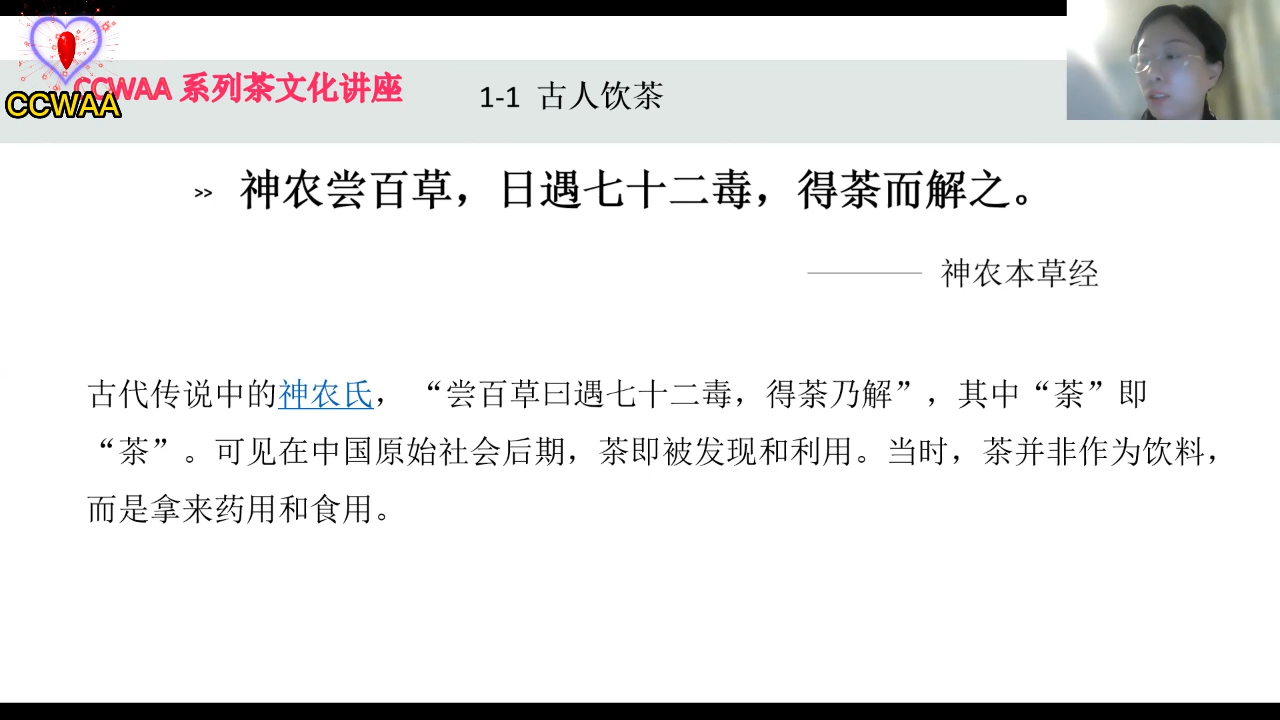 CCWAA 系列茶文化讲座
CCWAA
1-1 古人饮茶
>> 神农尝百草，日遇七十二毒，得荼而解之。
——— 神农本草经
古代传说中的神农氏，“尝百草曰遇七十二毒，得荼乃解”，其中“荼”即
“茶”。可见在中国原始社会后期，茶即被发现和利用。当时，茶并非作为饮料，
而是拿来药用和食用。